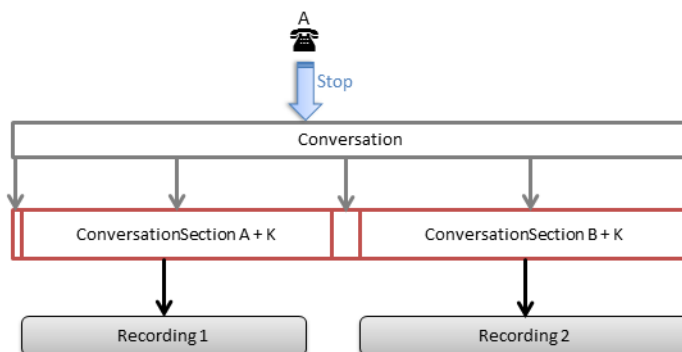 A
Stop
Conversation
ConversationSection A + K
ConversationSection B + K
Recording 1
Recording 2